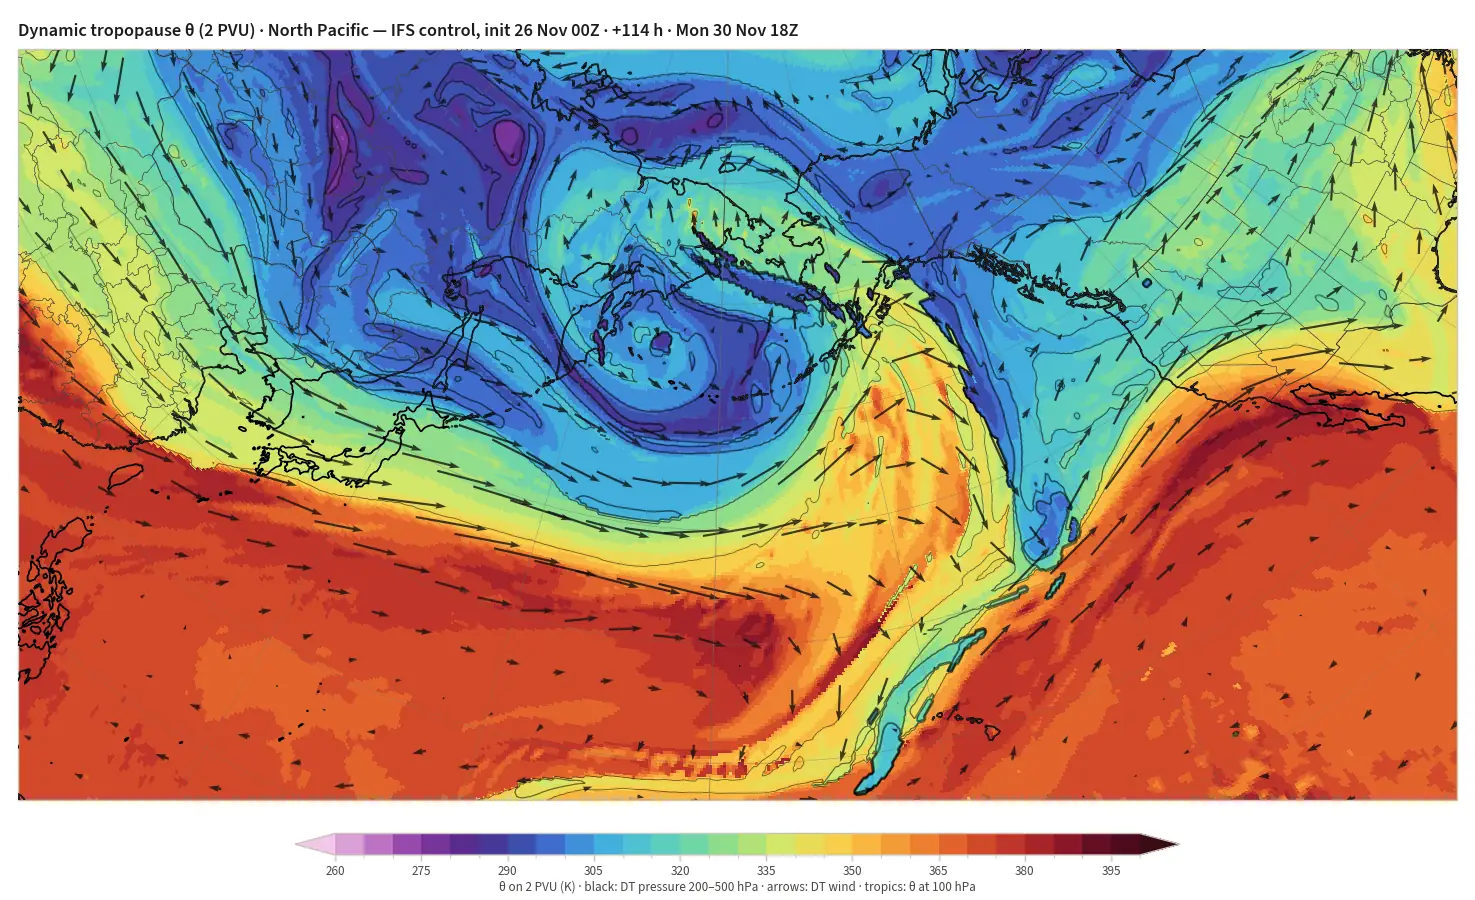 Dynamic tropopause θ (2 PVU) · North Pacific — IFS control, init 26 Nov 00Z · +114 h · Mon 30 Nov 18Z
260 275 290 305 320 335 350 365 380 395
θ on 2 PVU (K) · black: DT pressure 200–500 hPa · arrows: DT wind · tropics: θ at 100 hPa